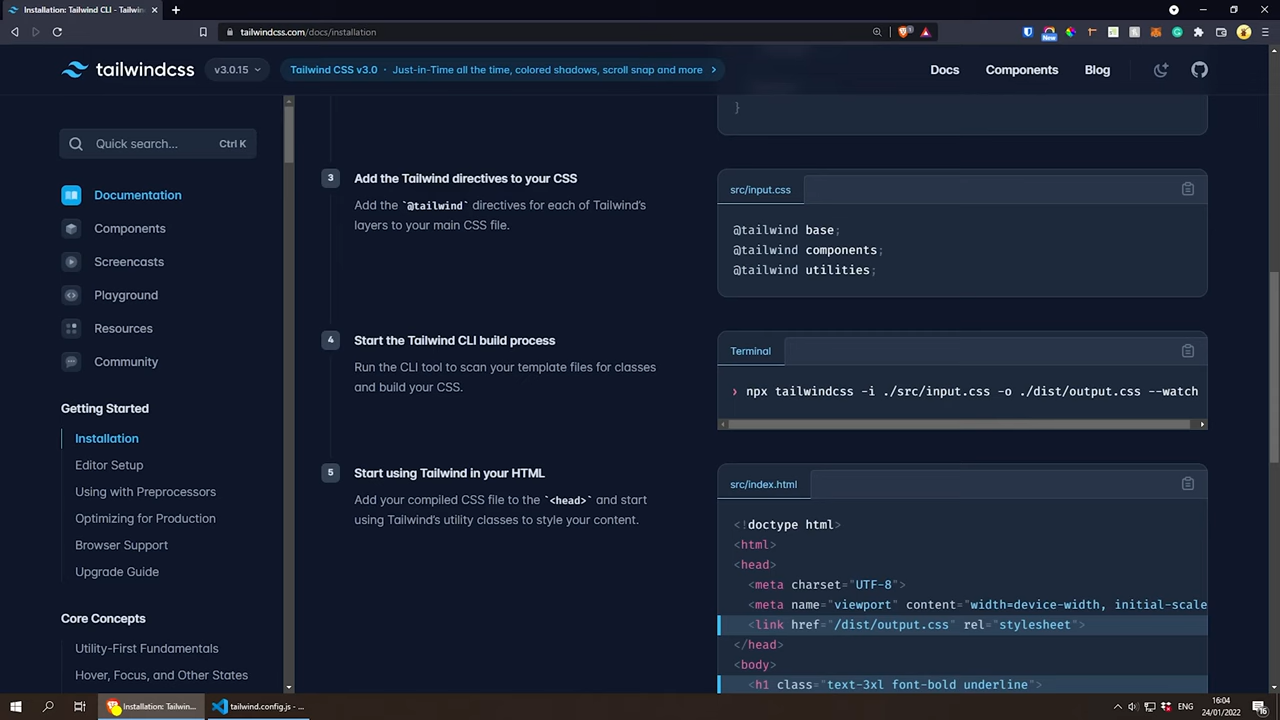 Installation: Tailwind CLI - Tailwi
tailwindcss.com/docs/installation
New
tailwindcss
v3.0.15
Tailwind CSS v3.0 · Just-in-Time all the time, colored shadows, scroll snap and more
Docs
Components
Blog
Quick search...
Ctrl K
Documentation
Components
Screencasts
Playground
Resources
Community
Getting Started
Installation
Editor Setup
Using with Preprocessors
Optimizing for Production
Browser Support
Upgrade Guide
Core Concepts
Utility-First Fundamentals
Hover, Focus, and Other States
}
3
Add the Tailwind directives to your CSS
Add the `@tailwind` directives for each of Tailwind's
layers to your main CSS file.
src/input.css
@tailwind base;
@tailwind components;
@tailwind utilities;
4
Start the Tailwind CLI build process
Run the CLI tool to scan your template files for classes
and build your CSS.
Terminal
› npx tailwindcss -i ./src/input.css -o ./dist/output.css --watch
5
Start using Tailwind in your HTML
Add your compiled CSS file to the `<head>` and start
using Tailwind's utility classes to style your content.
src/index.html
<!doctype html>
<html>
<head>
<meta charset="UTF-8">
<meta name="viewport" content="width=device-width, initial-scale
<link href="/dist/output.css" rel="stylesheet">
</head>
<body>
<h1 class="text-3xl font-bold underline">
Installation: Tailwin...
tailwind.config.js - ...
ENG
16:04
24/01/2022